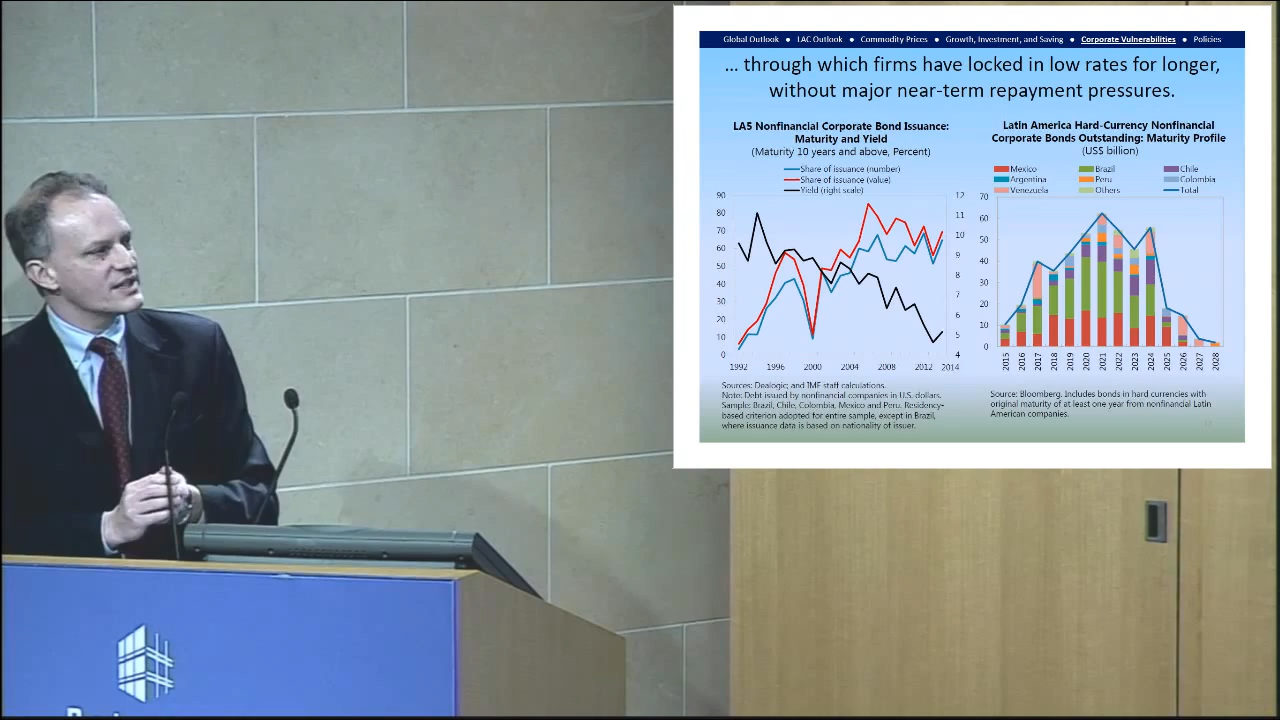 Global Outlook ● LAC Outlook ● Commodity Prices ● Growth, Investment, and Saving ● Corporate Vulnerabilities ● Policies
... through which firms have locked in low rates for longer,
without major near-term repayment pressures.
LA5 Nonfinancial Corporate Bond Issuance:
Maturity and Yield
(Maturity 10 years and above, Percent)
Share of issuance (number)
Share of issuance (value)
Yield (right scale)
90
80
70
60
50
40
30
20
10
0
12
11
10
9
8
7
6
5
4
1992 1996 2000 2004 2008 2012 2014
Sources: Dealogic; and IMF staff calculations.
Note: Debt issued by nonfinancial companies in U.S. dollars.
Sample: Brazil, Chile, Colombia, Mexico and Peru. Residency-
based criterion adopted for entire sample, except in Brazil,
where issuance data is based on nationality of issuer.
Latin America Hard-Currency Nonfinancial
Corporate Bonds Outstanding: Maturity Profile
(US$ billion)
Mexico Brazil Chile
Argentina Peru Colombia
Venezuela Others Total
70
60
50
40
30
20
10
0
2015 2016 2017 2018 2019 2020 2021 2022 2023 2024 2025 2026 2027 2028
Source: Bloomberg. Includes bonds in hard currencies with
original maturity of at least one year from nonfinancial Latin
American companies.